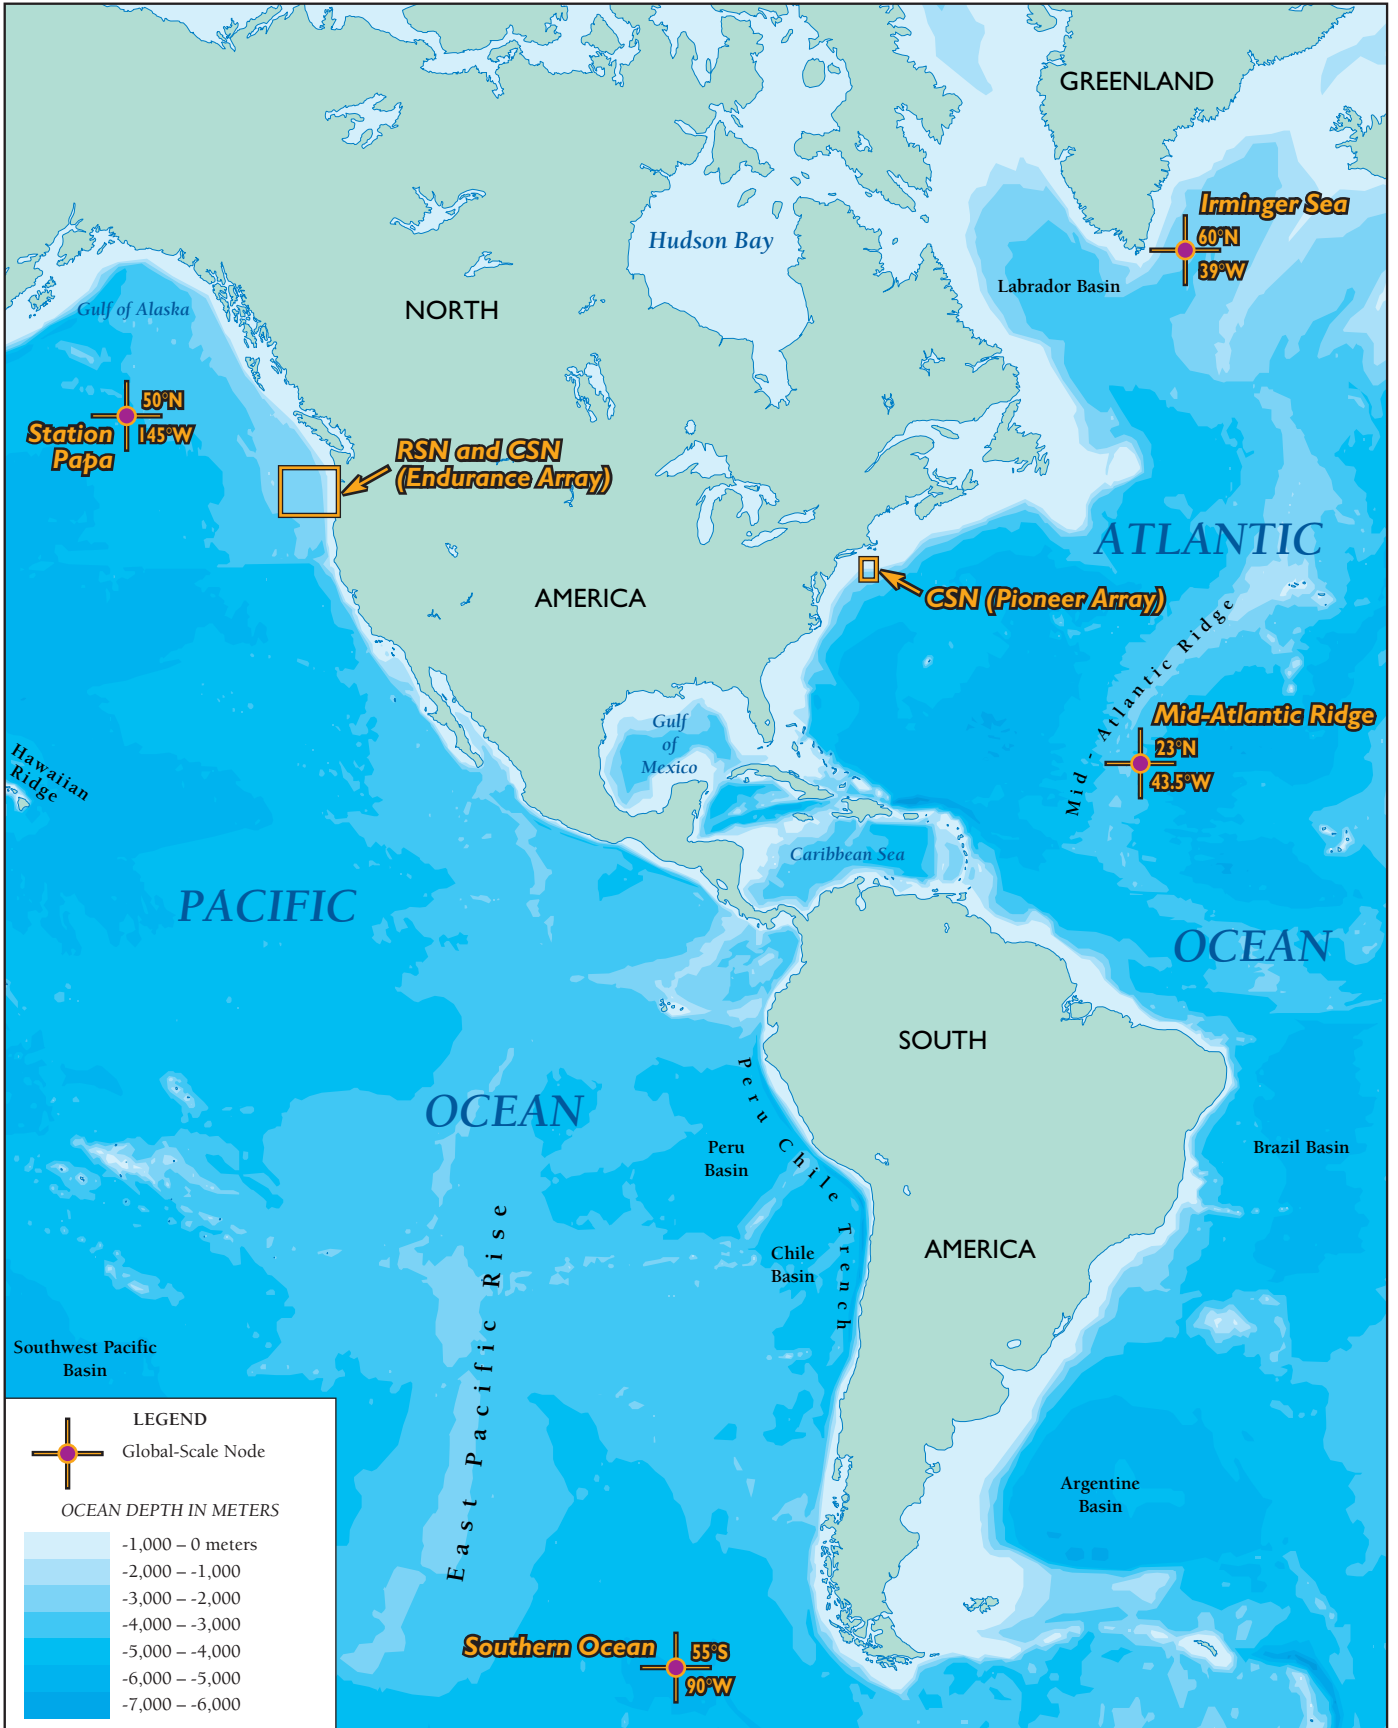 GREENLAND
Irminger Sea
60°N
39°W
Hudson Bay
Labrador Basin
Gulf of Alaska
NORTH
50°N
145°W
Station
Papa
RSN and CSN
(Endurance Array)
ATLANTIC
CSN (Pioneer Array)
AMERICA
Mid - Atlantic Ridge
Mid-Atlantic Ridge
23°N
43.5°W
Gulf
of
Mexico
Hawaiian
Ridge
Caribbean Sea
PACIFIC
OCEAN
SOUTH
Peru Chile Trench
OCEAN
Peru
Basin
Brazil Basin
East Pacific Rise
Chile
Basin
AMERICA
Southwest Pacific
Basin
Argentine
Basin
Southern Ocean
55°S
90°W
LEGEND
Global-Scale Node
OCEAN DEPTH IN METERS
-1,000 – 0 meters
-2,000 – -1,000
-3,000 – -2,000
-4,000 – -3,000
-5,000 – -4,000
-6,000 – -5,000
-7,000 – -6,000